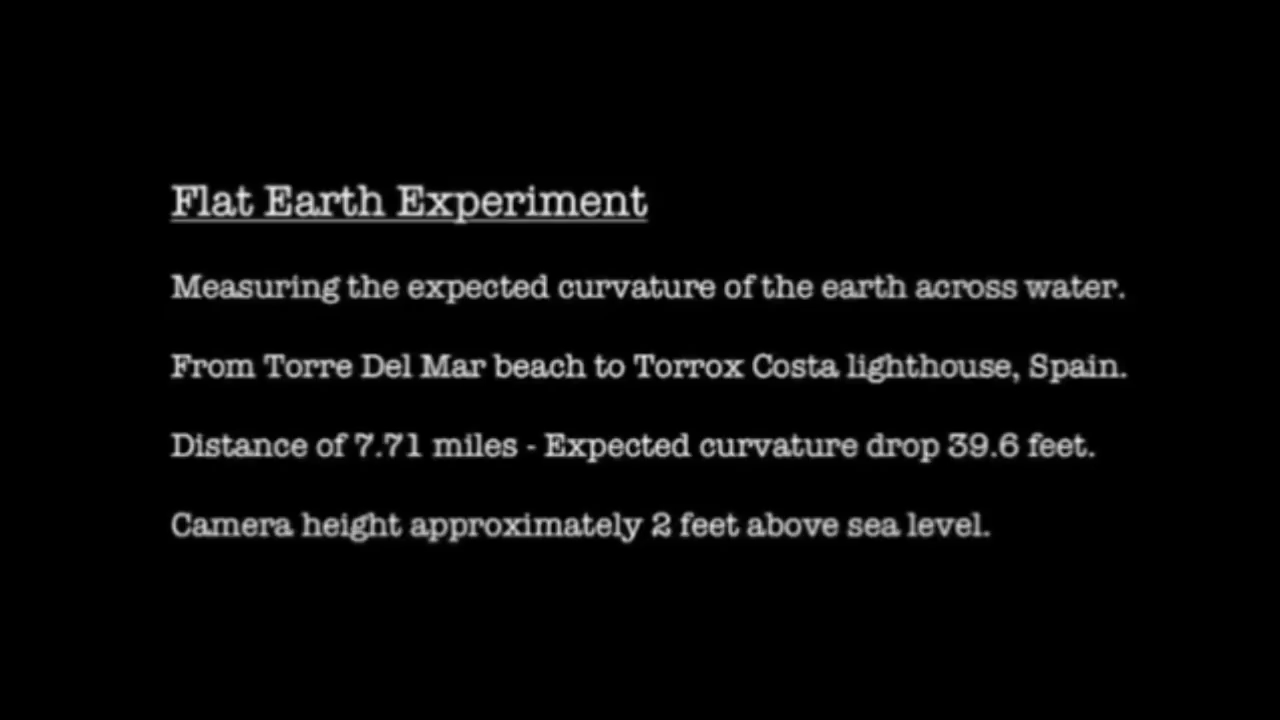 Flat Earth Experiment
Measuring the expected curvature of the earth across water.
From Torre Del Mar beach to Torrox Costa lighthouse, Spain.
Distance of 7.71 miles - Expected curvature drop 39.6 feet.
Camera height approximately 2 feet above sea level.